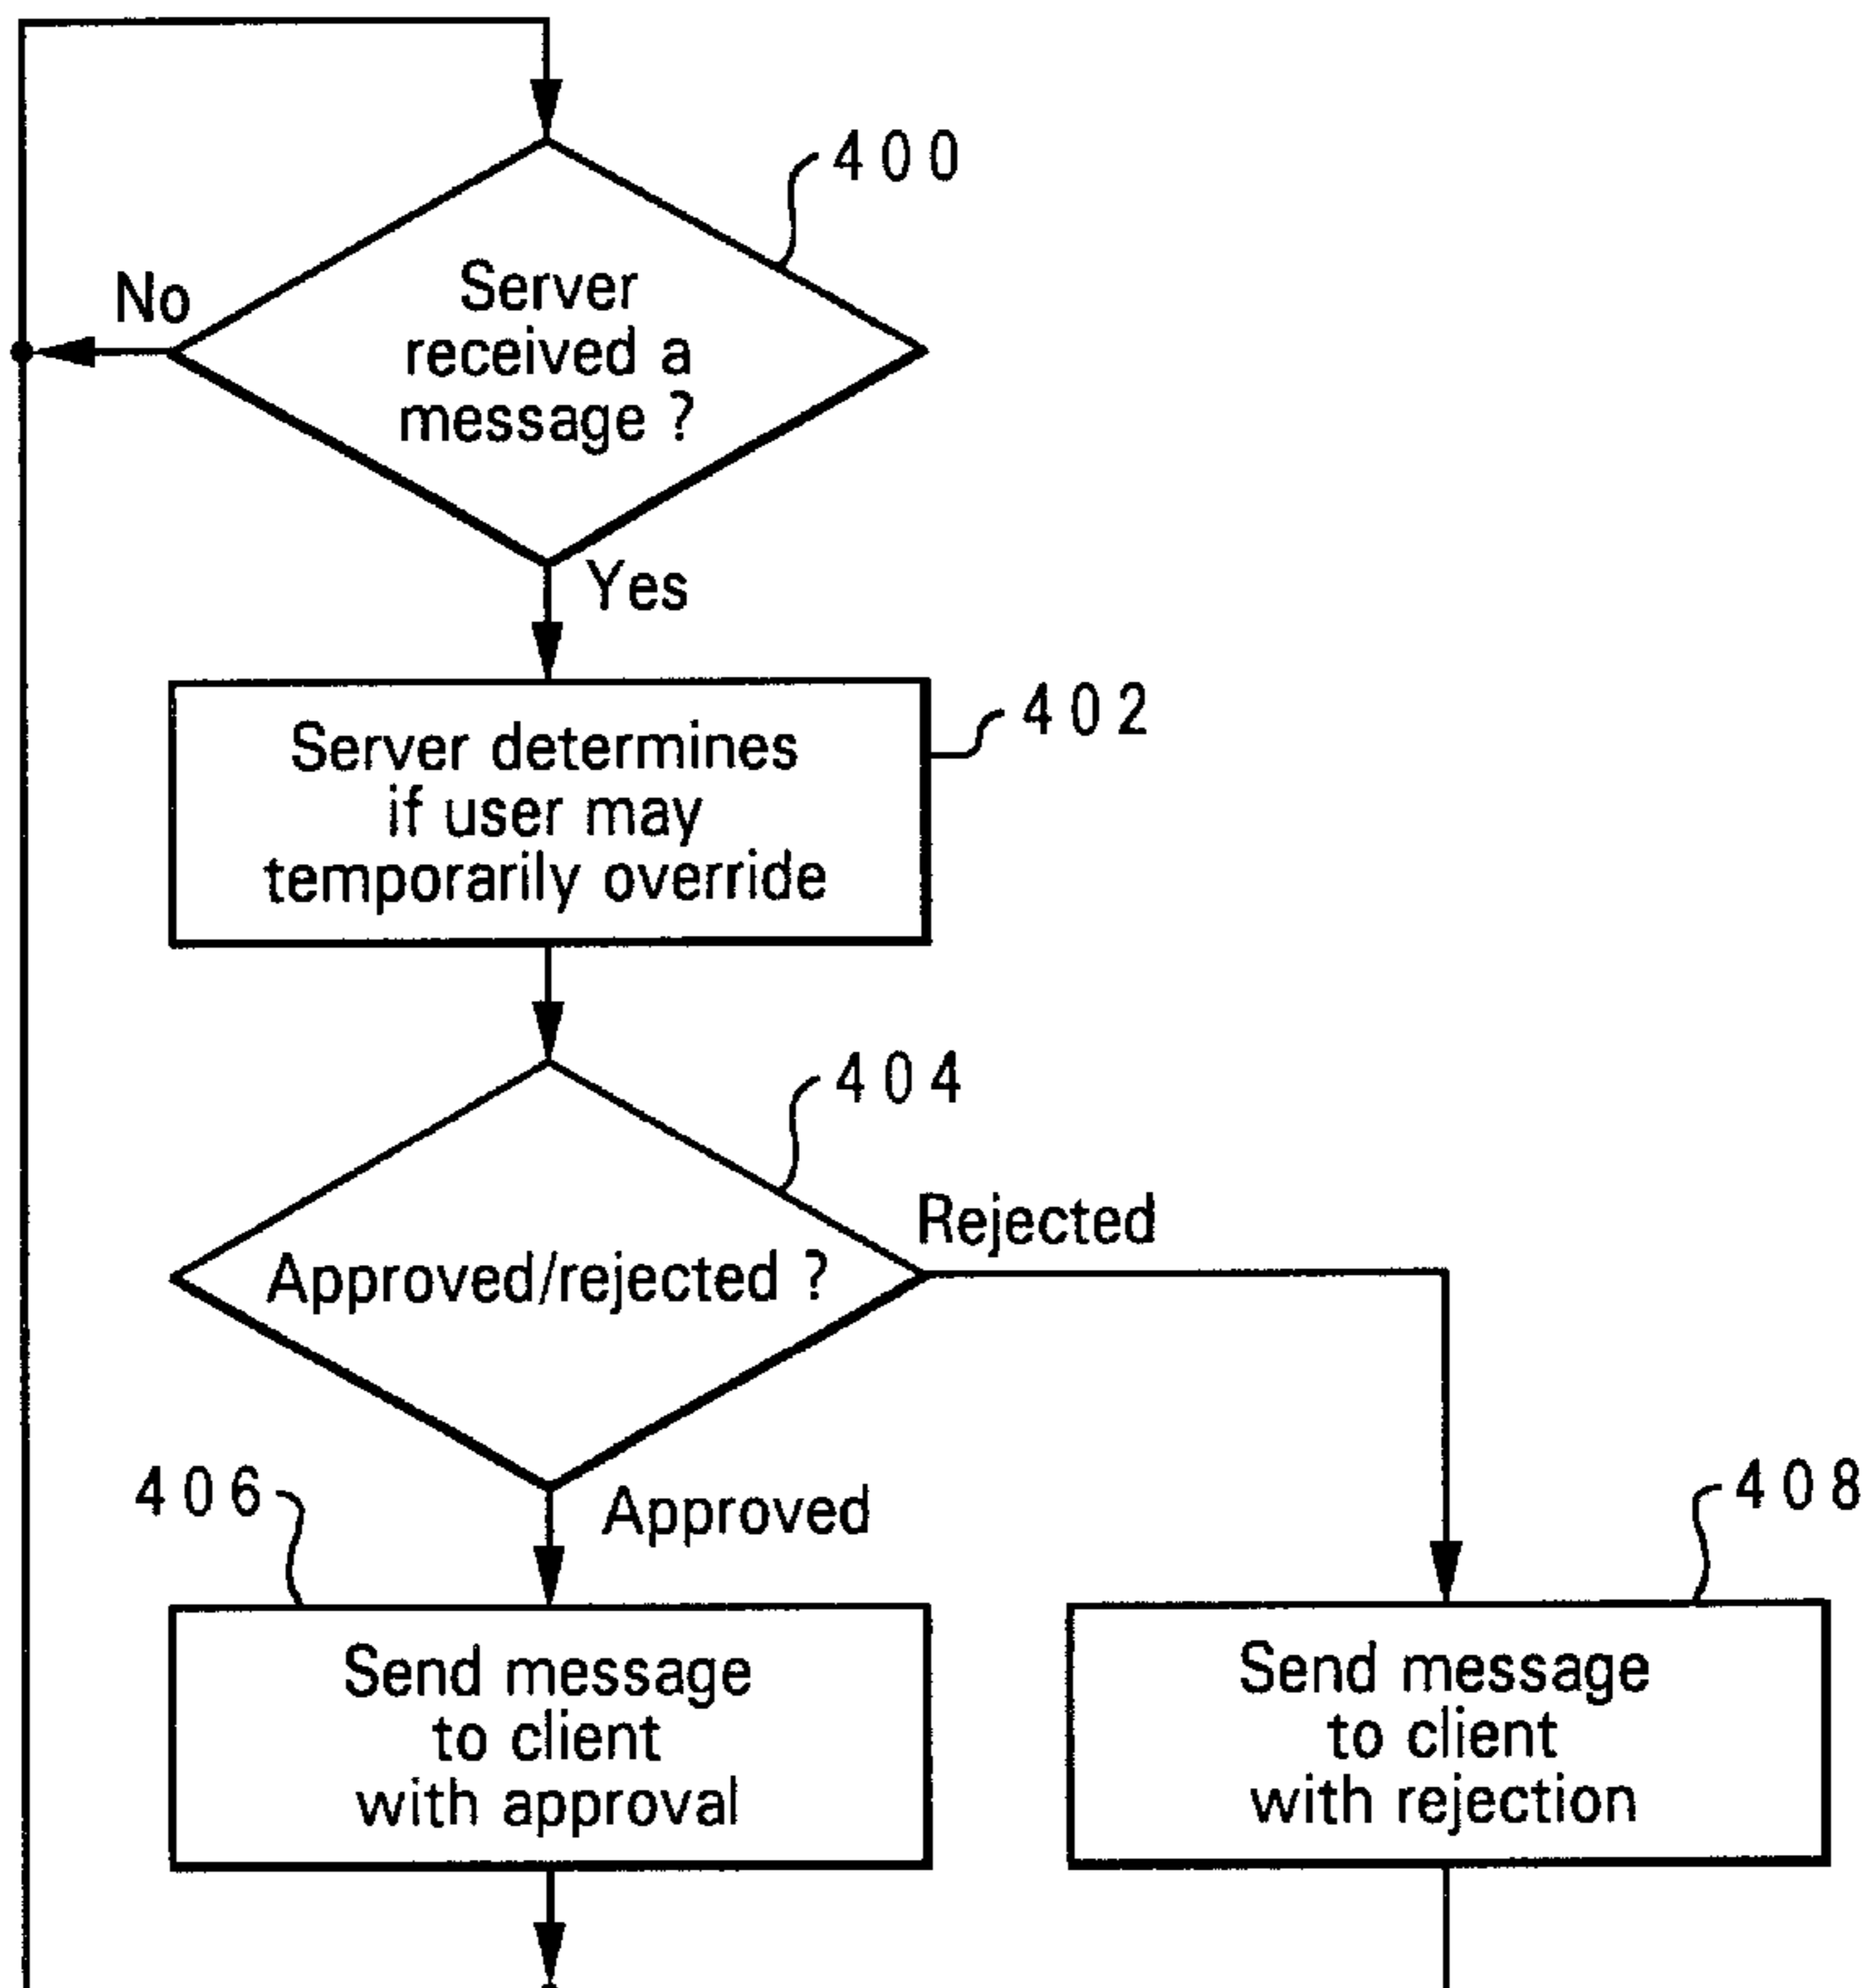 400
Server
received a
message ?
No
Yes
402
Server determines
if user may
temporarily override
404
Approved/rejected ?
Rejected
Approved
406
408
Send message
to client
with approval
Send message
to client
with rejection